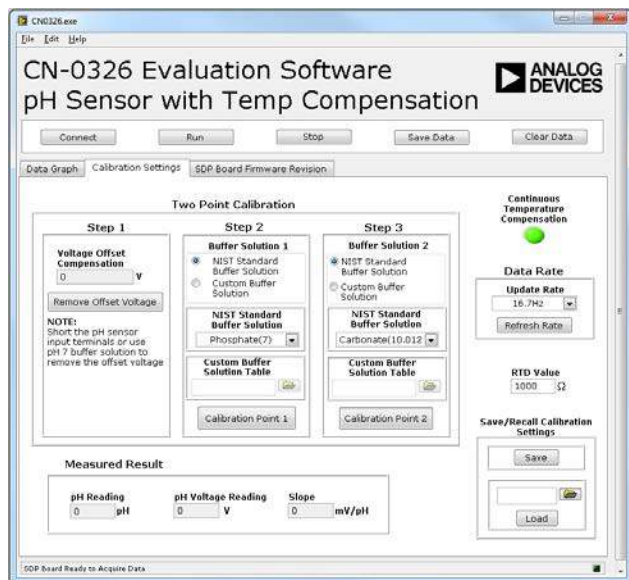 CN0326.exe
File Edit Help
CN-0326 Evaluation Software
pH Sensor with Temp Compensation
ANALOG
DEVICES
Connect Run Stop Save Data Clear Data
Data Graph Calibration Settings SDP Board Firmware Revision
Two Point Calibration
Step 1
Voltage Offset
Compensation
0 V
Remove Offset Voltage
NOTE:
Short the pH sensor
input terminals or use
pH 7 buffer solution to
remove the offset voltage
Step 2
Buffer Solution 1
NIST Standard
Buffer Solution
Custom Buffer
Solution
NIST Standard
Buffer Solution
Phosphate(7)
Custom Buffer
Solution Table
Calibration Point 1
Step 3
Buffer Solution 2
NIST Standard
Buffer Solution
Custom Buffer
Solution
NIST Standard
Buffer Solution
Carbonate(10.012
Custom Buffer
Solution Table
Calibration Point 2
Continuous
Temperature
Compensation
Data Rate
Update Rate
16.7Hz
Refresh Rate
RTD Value
1000 Ω
Save/Recall Calibration
Settings
Save
Load
Measured Result
pH Reading
0 pH
pH Voltage Reading
0 V
Slope
0 mV/pH
SDP Board Ready to Acquire Data